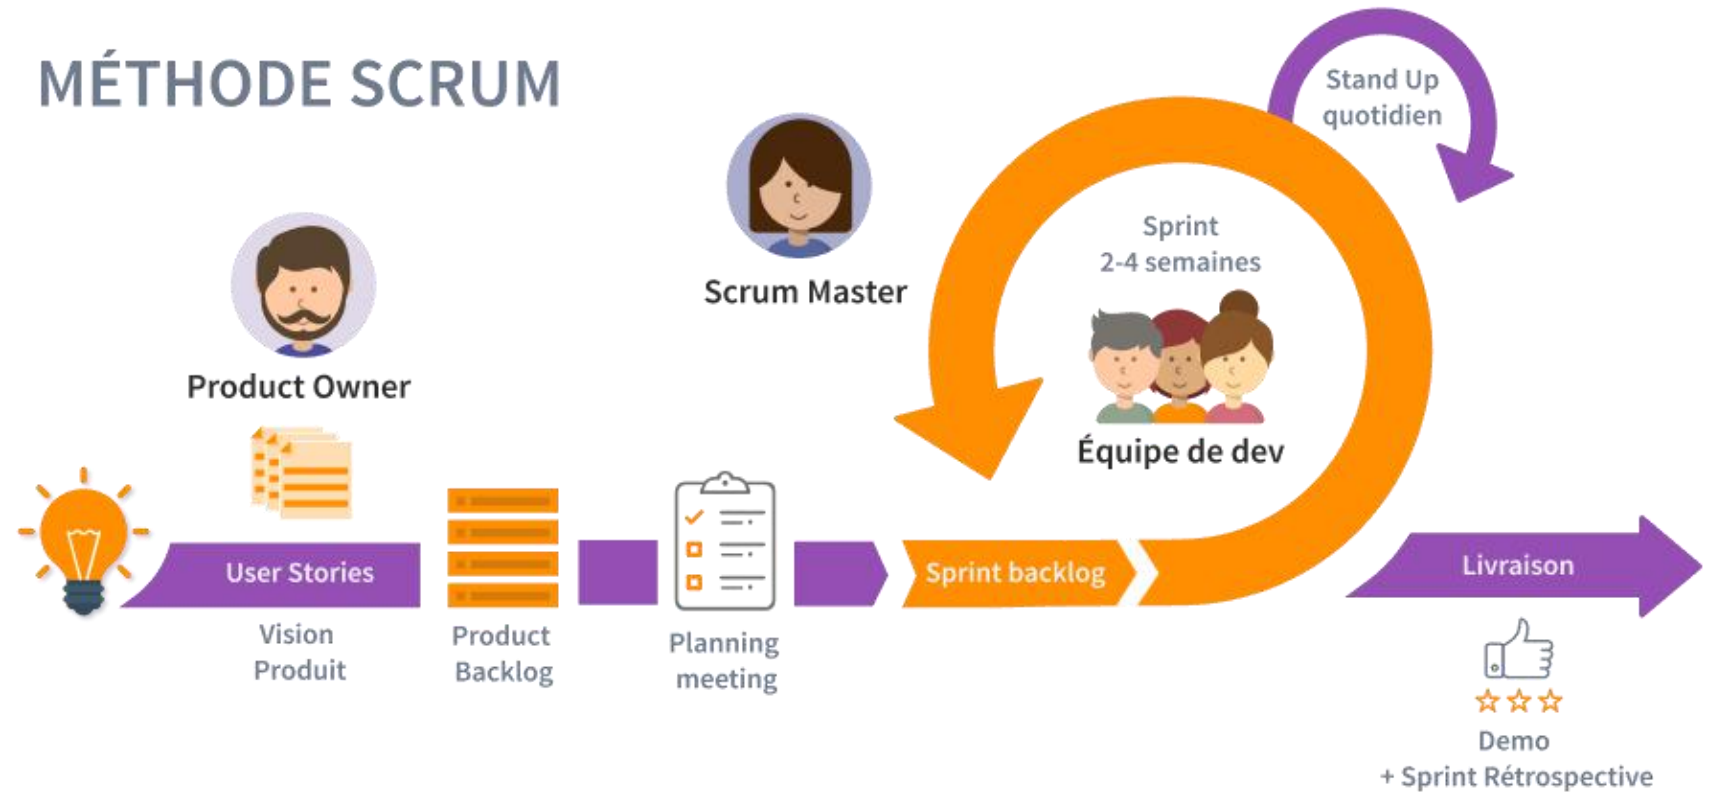 MÉTHODE SCRUM
Stand Up
quotidien
Sprint
2-4 semaines
Scrum Master
Product Owner
Équipe de dev
User Stories
Sprint backlog
Livraison
Vision
Produit
Product
Backlog
Planning
meeting
Demo
+ Sprint Rétrospective